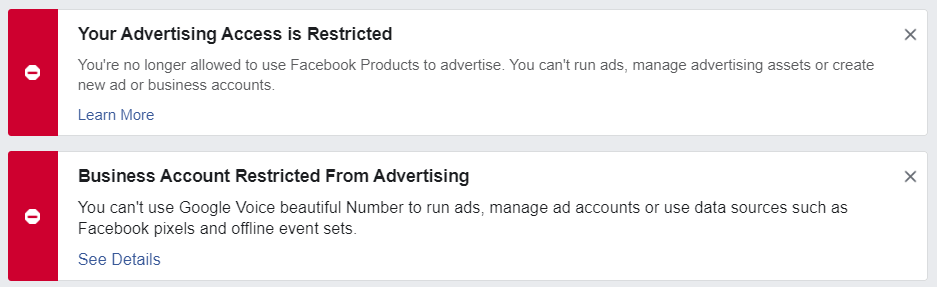 Your Advertising Access is Restricted
You're no longer allowed to use Facebook Products to advertise. You can't run ads, manage advertising assets or create
new ad or business accounts.
Learn More
Business Account Restricted From Advertising
You can't use Google Voice beautiful Number to run ads, manage ad accounts or use data sources such as
Facebook pixels and offline event sets.
See Details